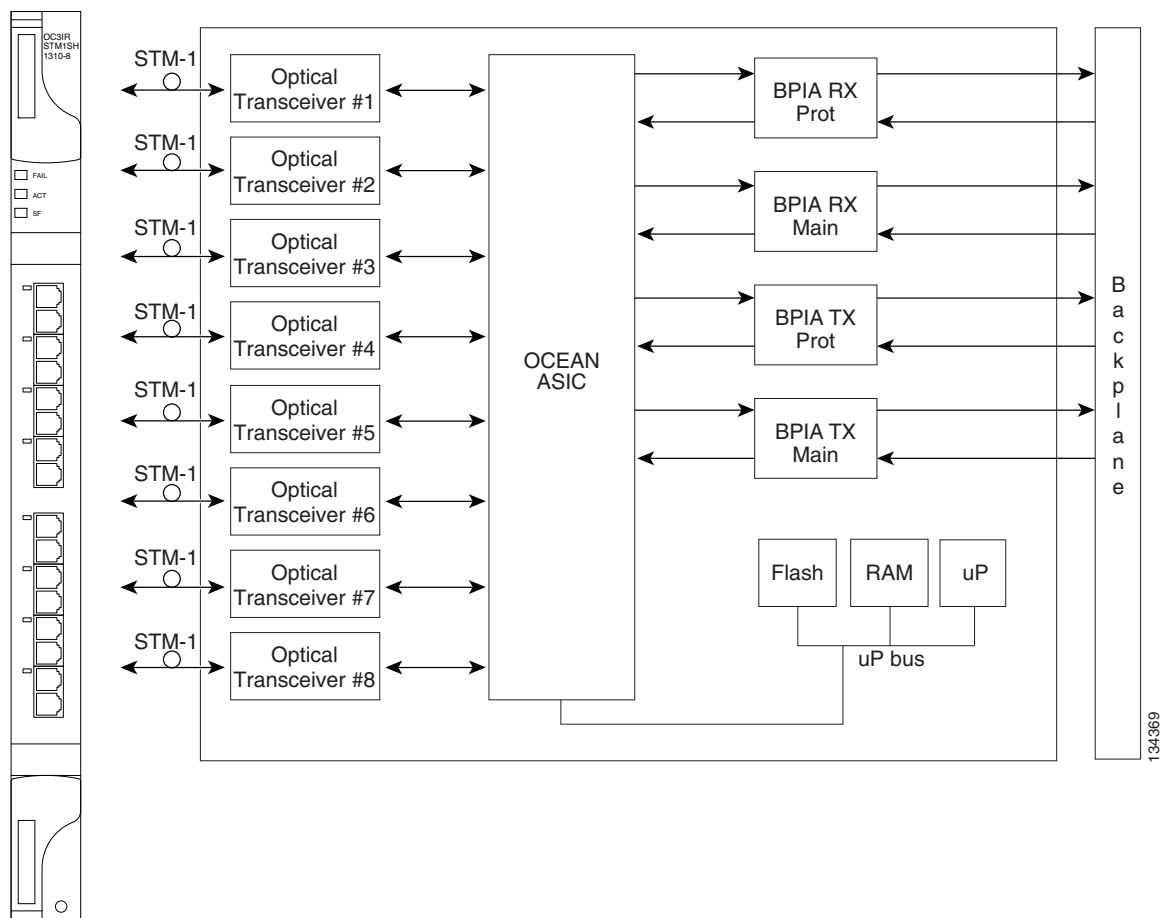 OC3IR
STM1SH
1310-8
FAIL
ACT
SF
STM-1
Optical
Transceiver #1
STM-1
Optical
Transceiver #2
STM-1
Optical
Transceiver #3
STM-1
Optical
Transceiver #4
STM-1
Optical
Transceiver #5
STM-1
Optical
Transceiver #6
STM-1
Optical
Transceiver #7
STM-1
Optical
Transceiver #8
OCEAN
ASIC
BPIA RX
Prot
BPIA RX
Main
BPIA TX
Prot
BPIA TX
Main
Flash
RAM
uP
uP bus
Backplane
134369